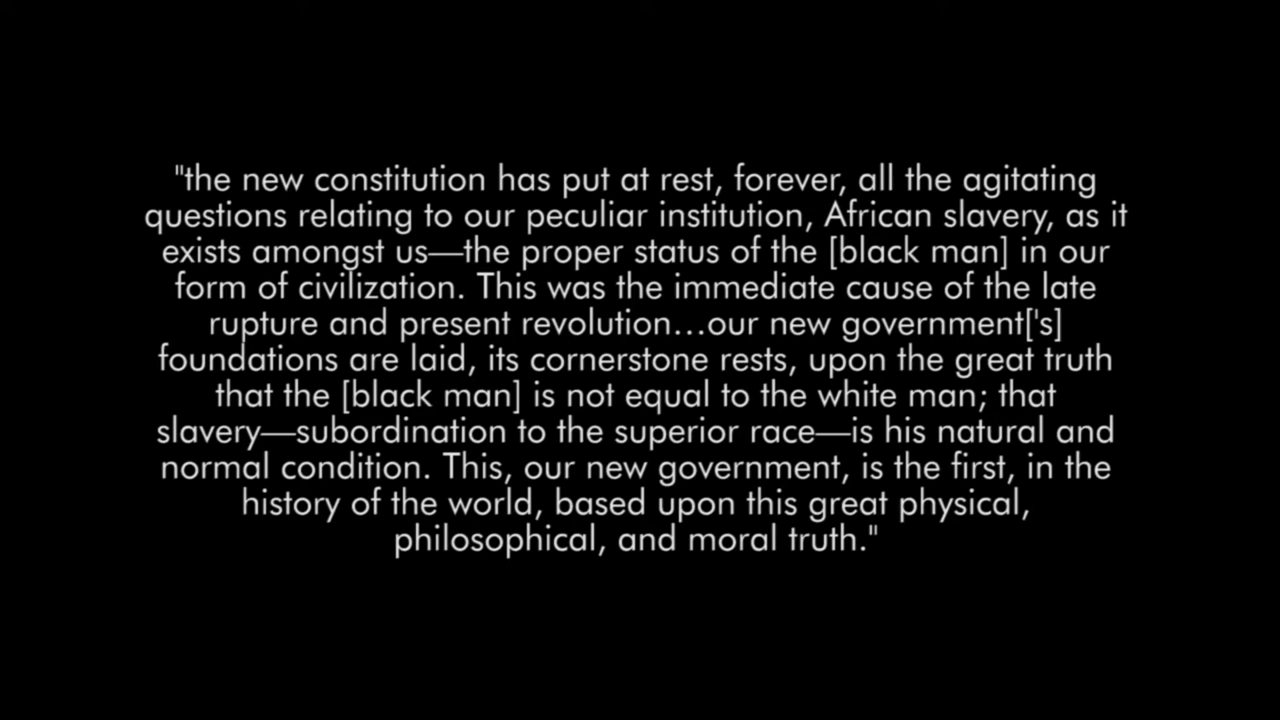 "the new constitution has put at rest, forever, all the agitating
questions relating to our peculiar institution, African slavery, as it
exists amongst us—the proper status of the [black man] in our
form of civilization. This was the immediate cause of the late
rupture and present revolution...our new government['s]
foundations are laid, its cornerstone rests, upon the great truth
that the [black man] is not equal to the white man; that
slavery—subordination to the superior race—is his natural and
normal condition. This, our new government, is the first, in the
history of the world, based upon this great physical,
philosophical, and moral truth."